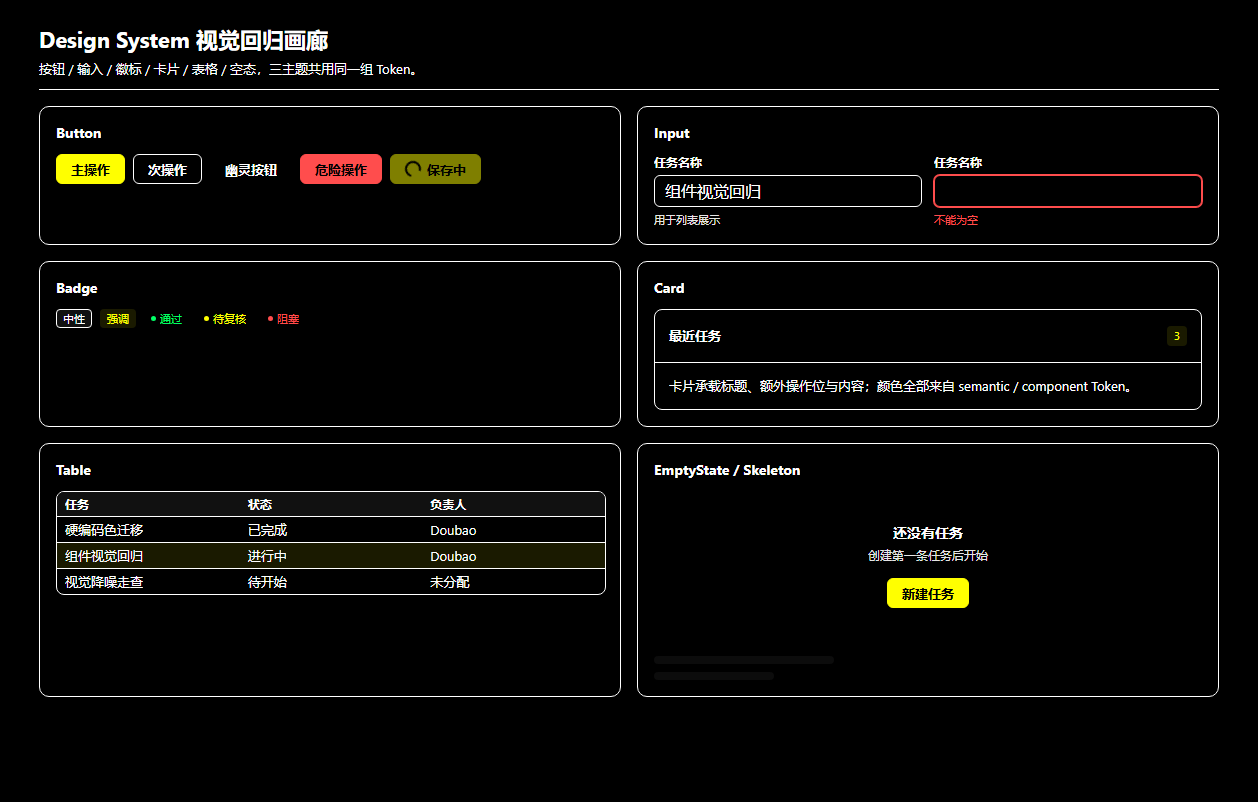 Design System 视觉回归画廊
按钮 / 输入 / 徽标 / 卡片 / 表格 / 空态，三主题共用同一组 Token。
Button
主操作 次操作 幽灵按钮 危险操作 保存中
Input
任务名称 任务名称
组件视觉回归
用于列表展示 不能为空
Badge
中性 强调 通过 待复核 阻塞
Card
最近任务 3
卡片承载标题、额外操作位与内容；颜色全部来自 semantic / component Token。
Table
任务 状态 负责人
硬编码色迁移 已完成 Doubao
组件视觉回归 进行中 Doubao
视觉降噪走查 待开始 未分配
EmptyState / Skeleton
还没有任务
创建第一条任务后开始
新建任务